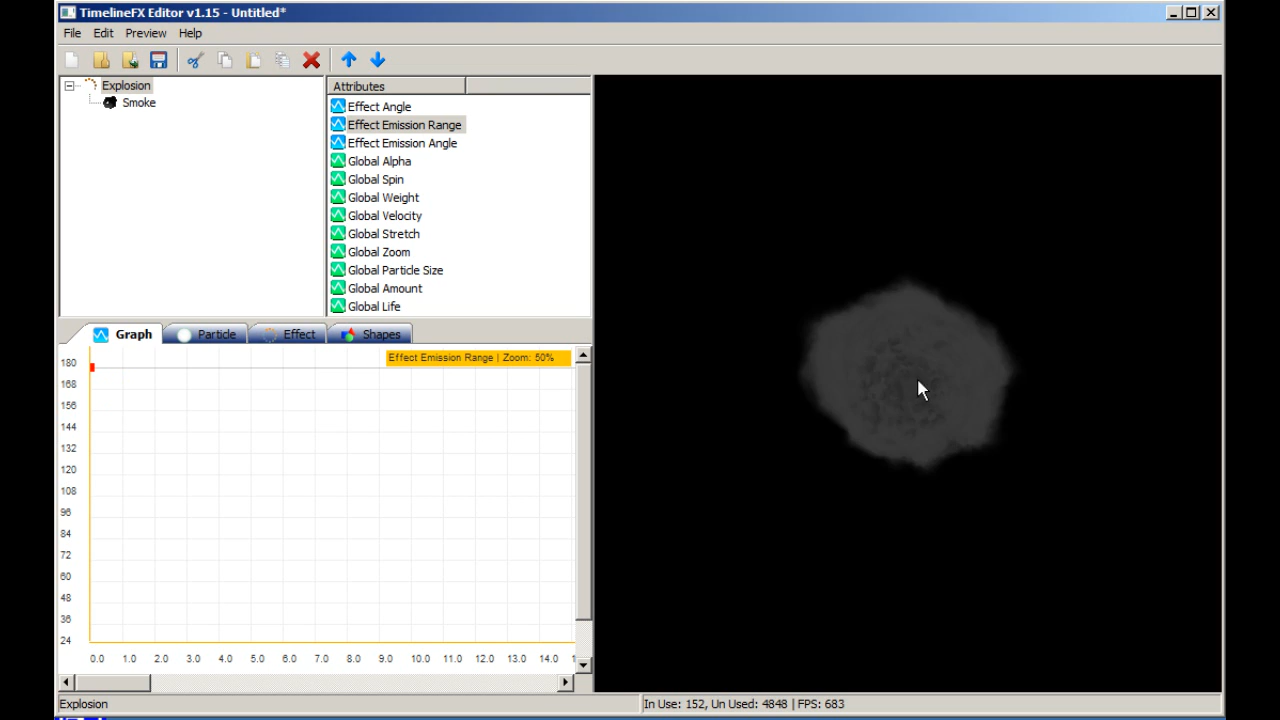 TimelineFX Editor v1.15 - Untitled*
File Edit Preview Help
Explosion
Smoke
Attributes
Effect Angle
Effect Emission Range
Effect Emission Angle
Global Alpha
Global Spin
Global Weight
Global Velocity
Global Stretch
Global Zoom
Global Particle Size
Global Amount
Global Life
Graph Particle Effect Shapes
Effect Emission Range | Zoom: 50%
180
168
156
144
132
120
108
96
84
72
60
48
36
24
0.0 1.0 2.0 3.0 4.0 5.0 6.0 7.0 8.0 9.0 10.0 11.0 12.0 13.0 14.0
Explosion
In Use: 152, Un Used: 4848 | FPS: 683